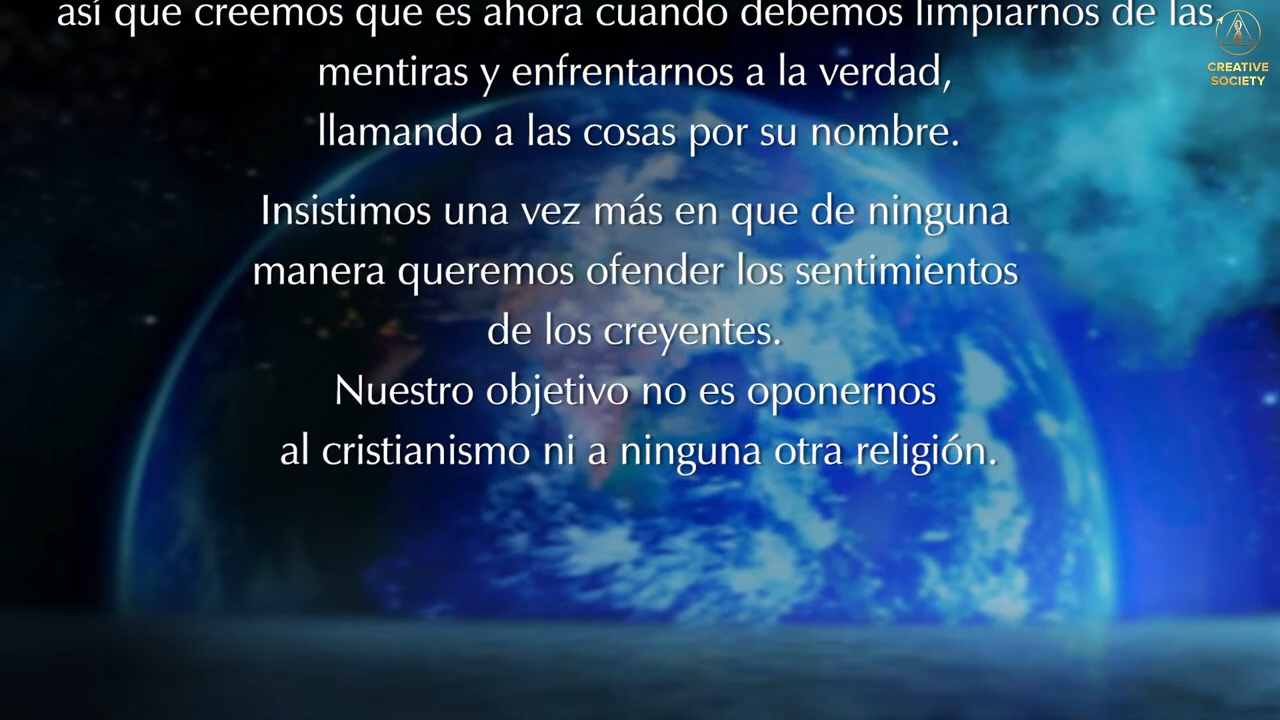 así que creemos que es ahora cuando debemos limpiarnos de las
mentiras y enfrentarnos a la verdad,
llamando a las cosas por su nombre.
Insistimos una vez más en que de ninguna
manera queremos ofender los sentimientos
de los creyentes.
Nuestro objetivo no es oponernos
al cristianismo ni a ninguna otra religión.
CREATIVE
SOCIETY